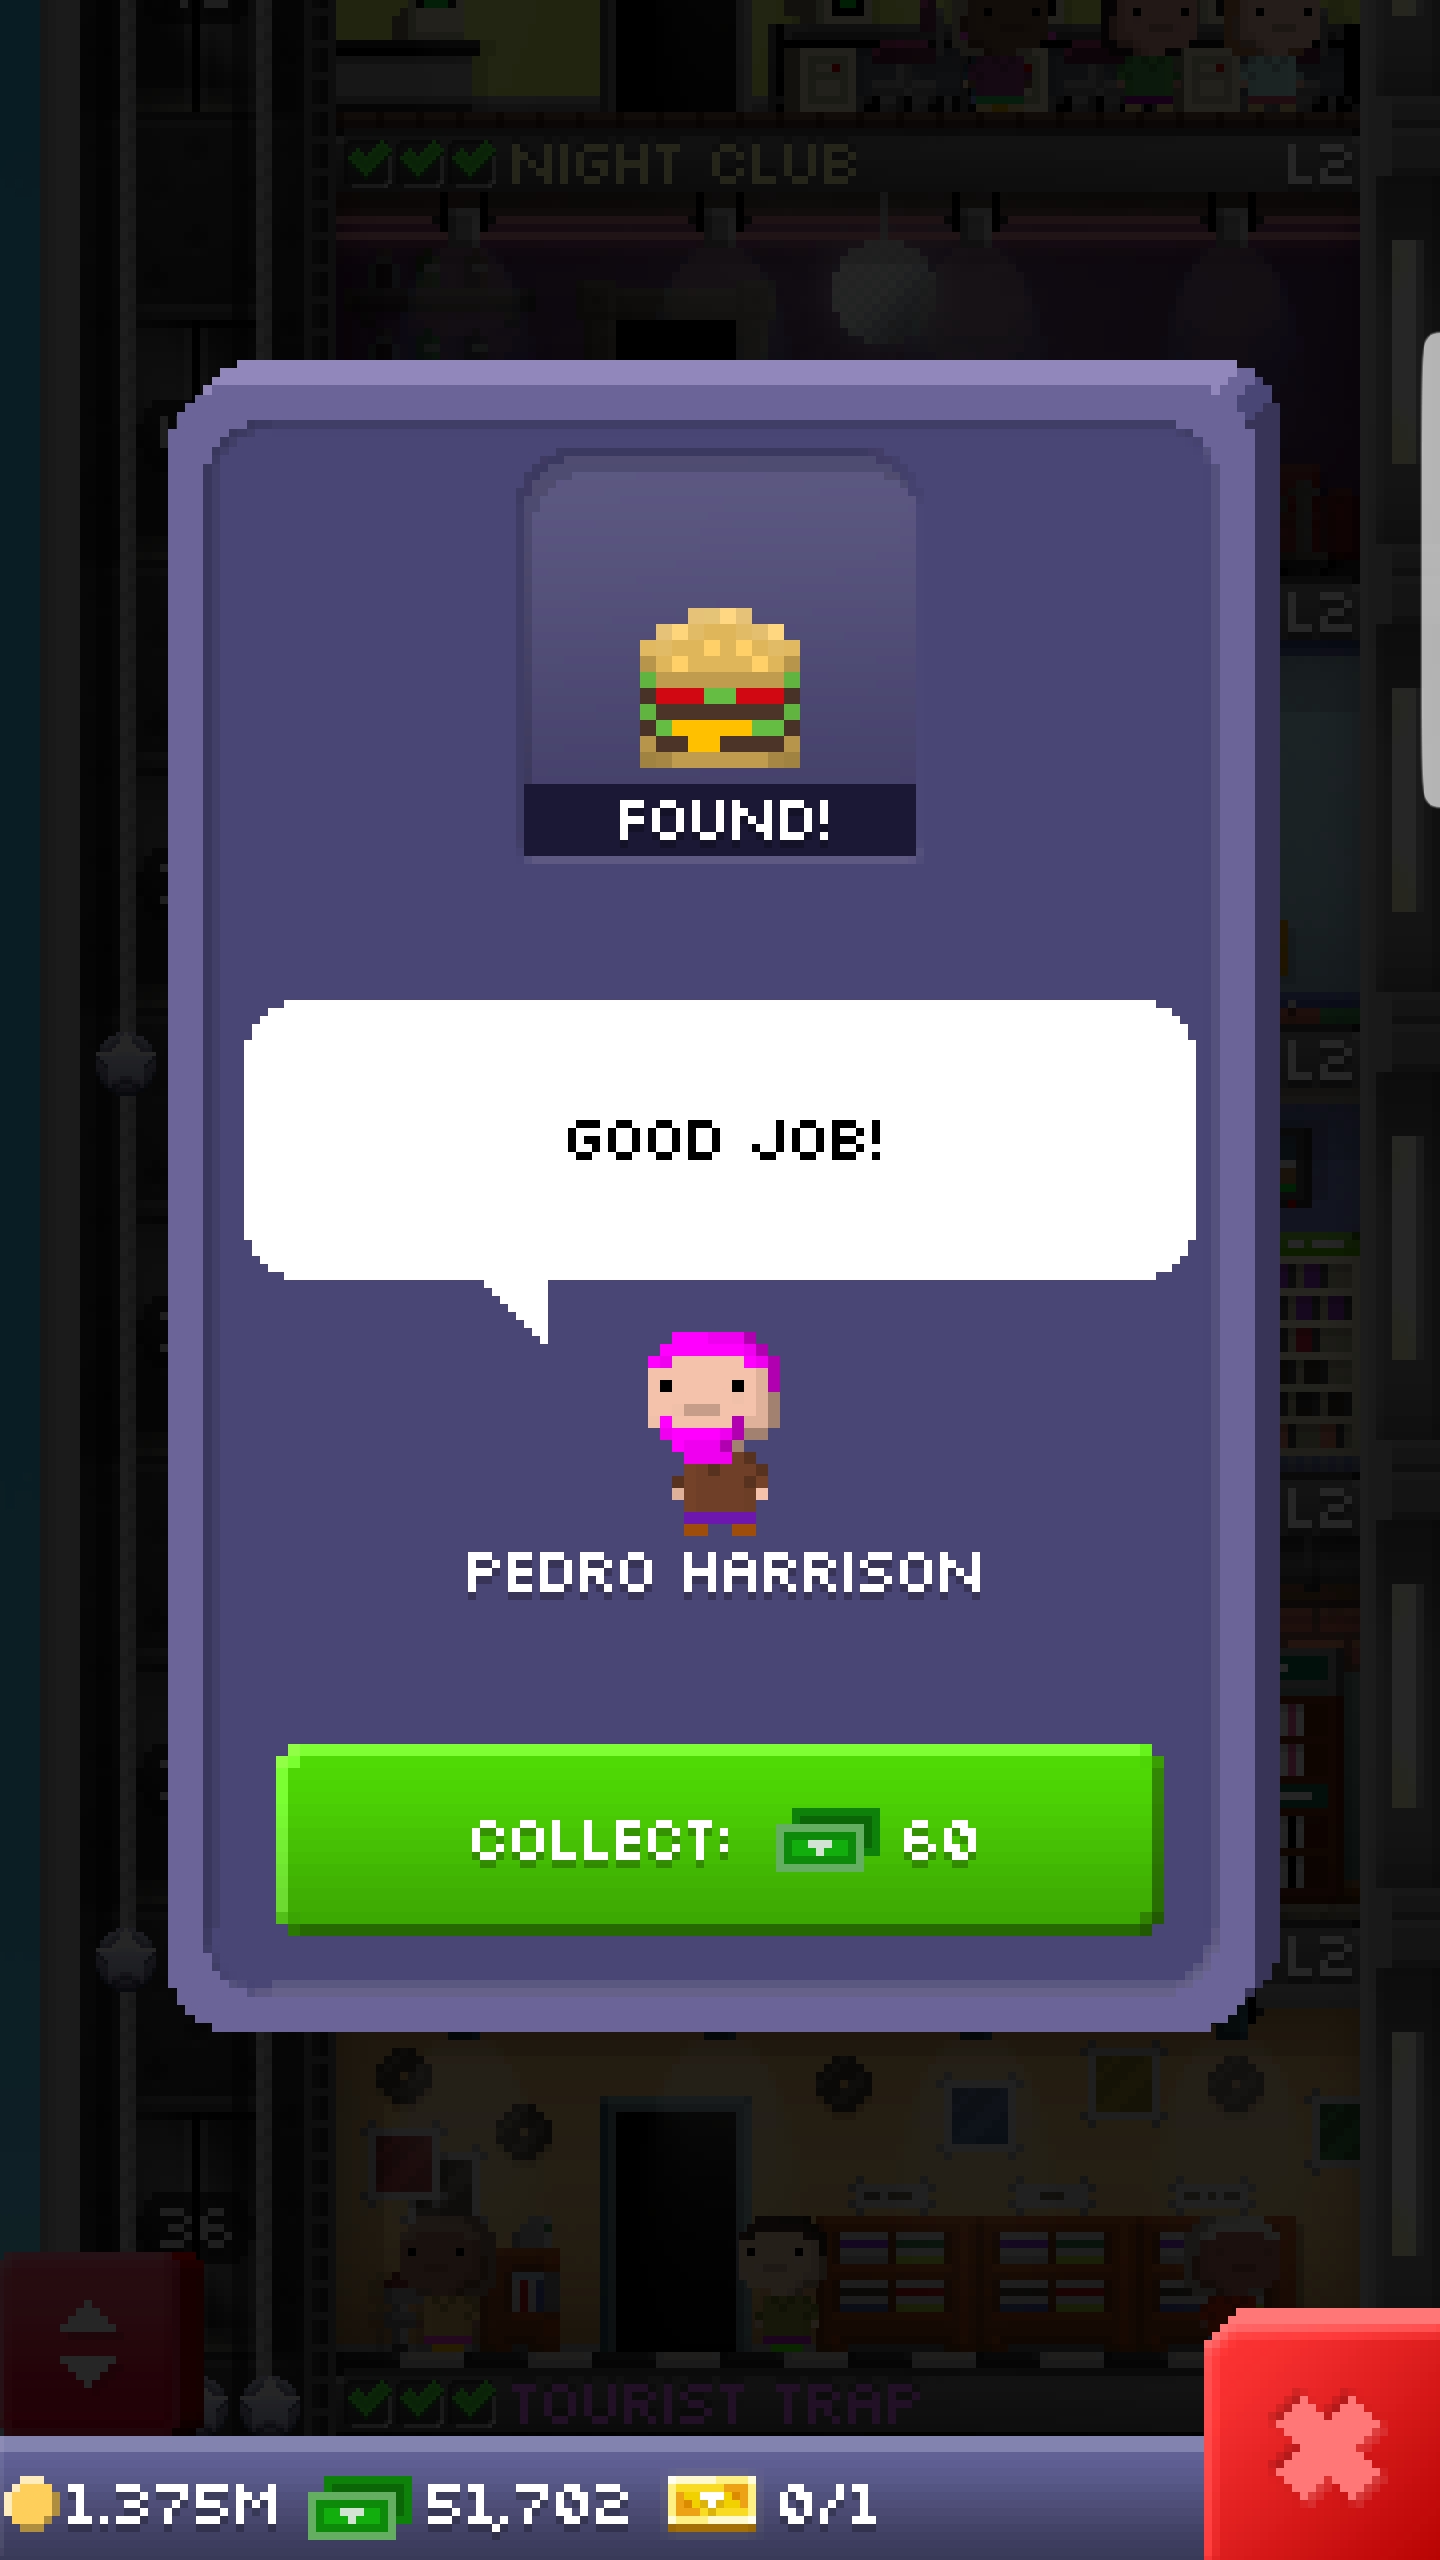 NIGHT CLUB L2
L2
FOUND!
L2
GOOD JOB!
L2
PEDRO HARRISON
COLLECT: 60
L2
36
TOURIST TRAP
1.375M 51,702 0/1